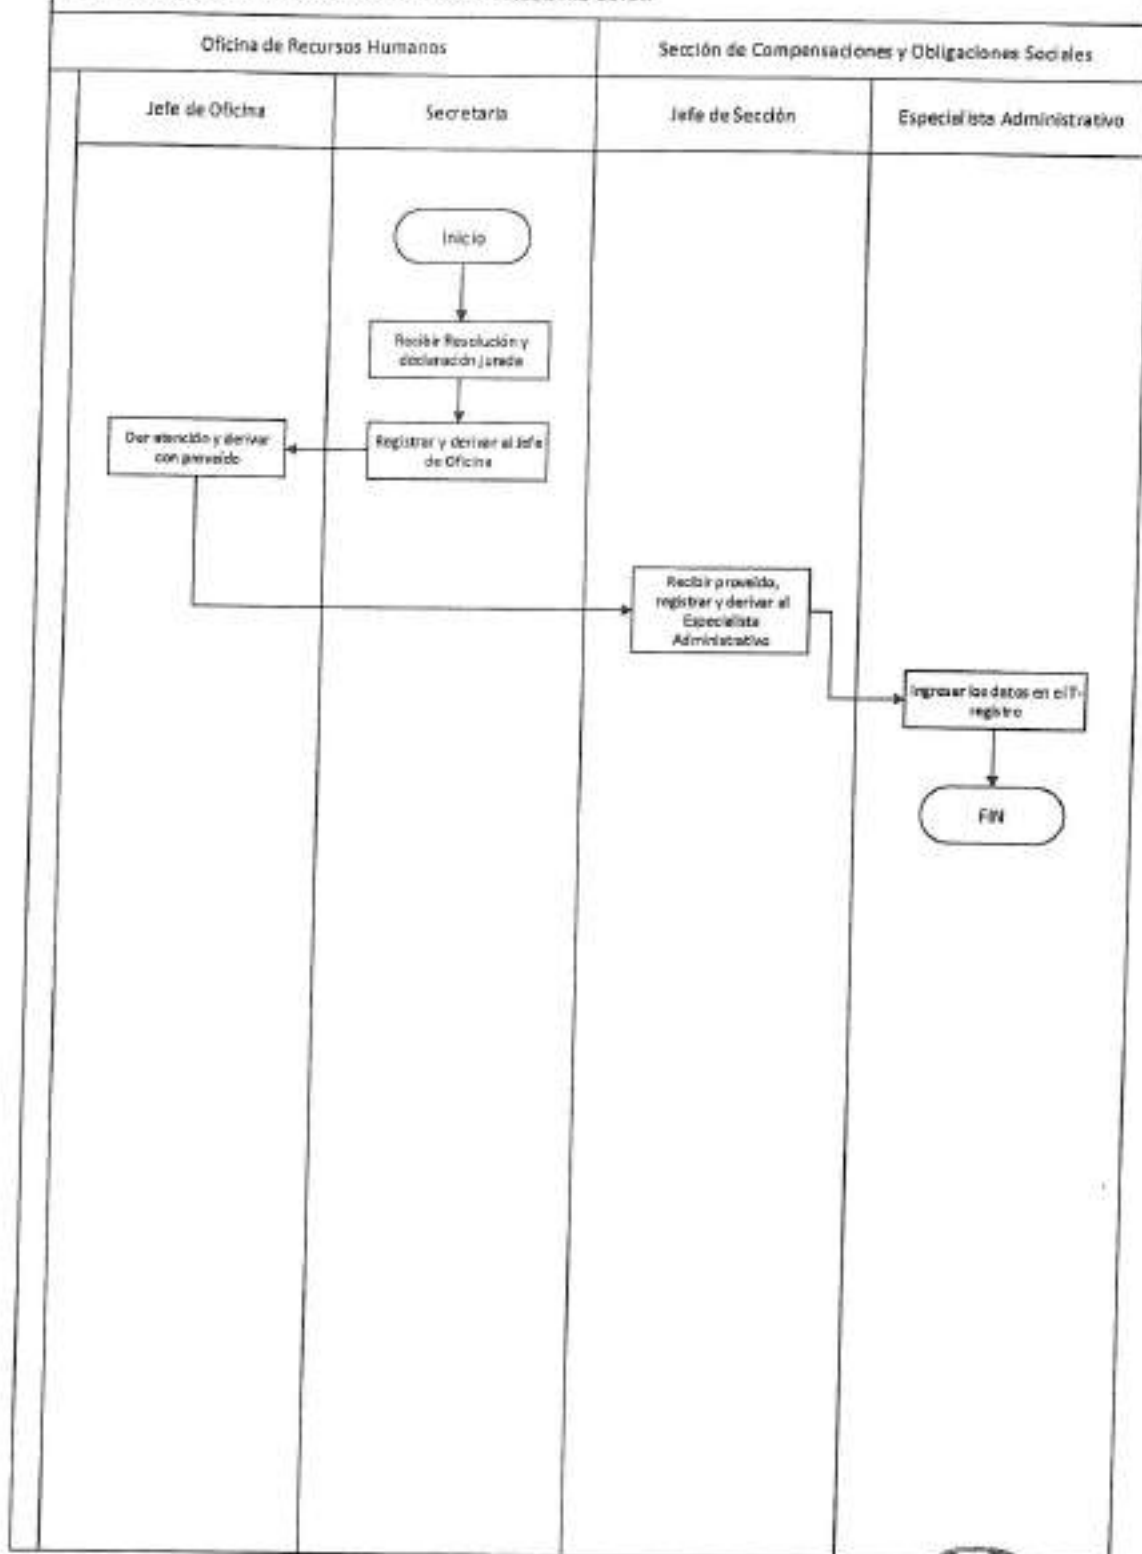 Oficina de Recursos Humanos
Sección de Compensaciones y Obligaciones Sociales
Jefe de Oficina
Secretaria
Jefe de Sección
Especialista Administrativo
Inicio
Recibir Resolución y
declaración jurada
Registrar y derivar al Jefe
de Oficina
Dar atención y derivar
con proveído
Recibir proveído,
registrar y derivar al
Especialista
Administrativo
Ingresar los datos en el T-
registro
FIN